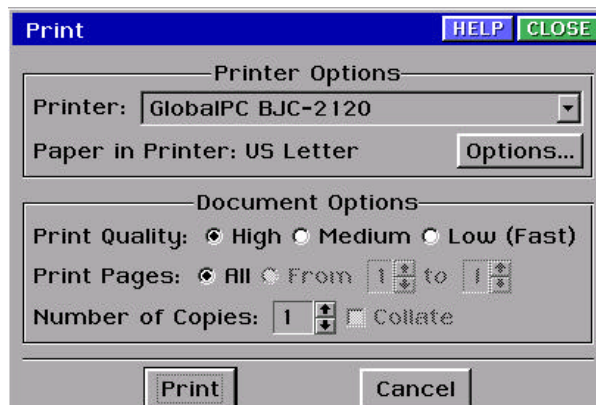 Print HELP CLOSE
Printer Options
Printer: GlobalPC BJC-2120
Paper in Printer: US Letter Options...
Document Options
Print Quality: High Medium Low (Fast)
Print Pages: All From 1 to 1
Number of Copies: 1 Collate
Print Cancel